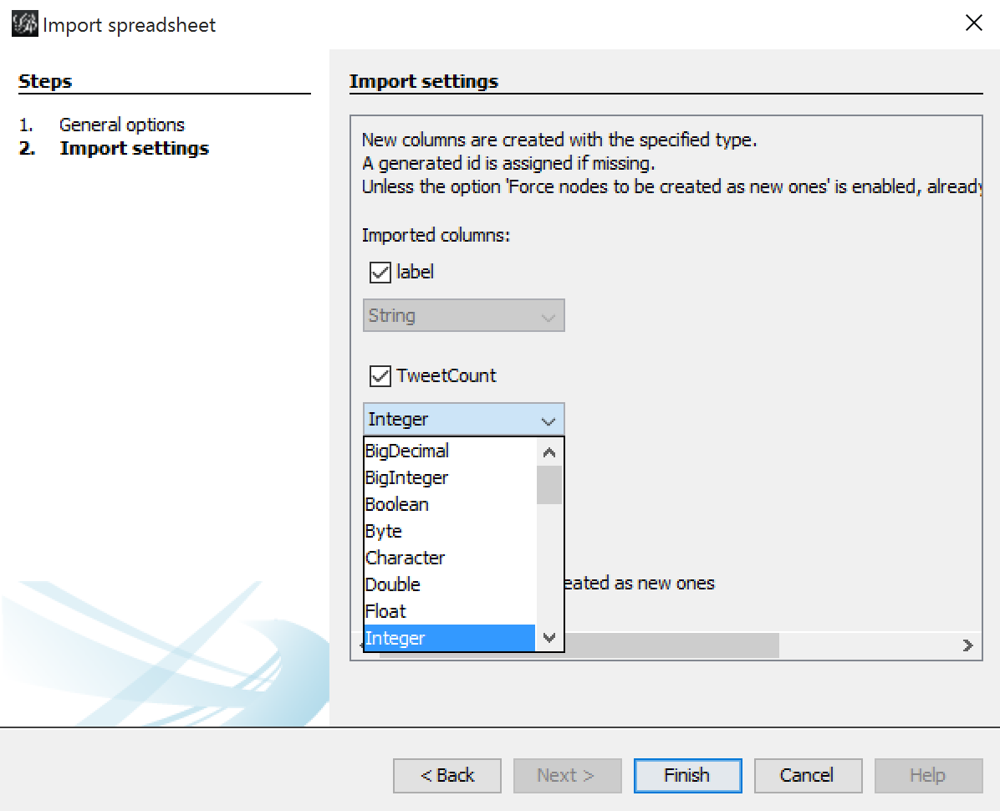 Import spreadsheet
Steps
1. General options
2. Import settings
Import settings
New columns are created with the specified type.
A generated id is assigned if missing.
Unless the option 'Force nodes to be created as new ones' is enabled, already
Imported columns:
label
String
TweetCount
Integer
BigDecimal
BigInteger
Boolean
Byte
Character
Double
Float
Integer
eated as new ones
< Back
Next >
Finish
Cancel
Help